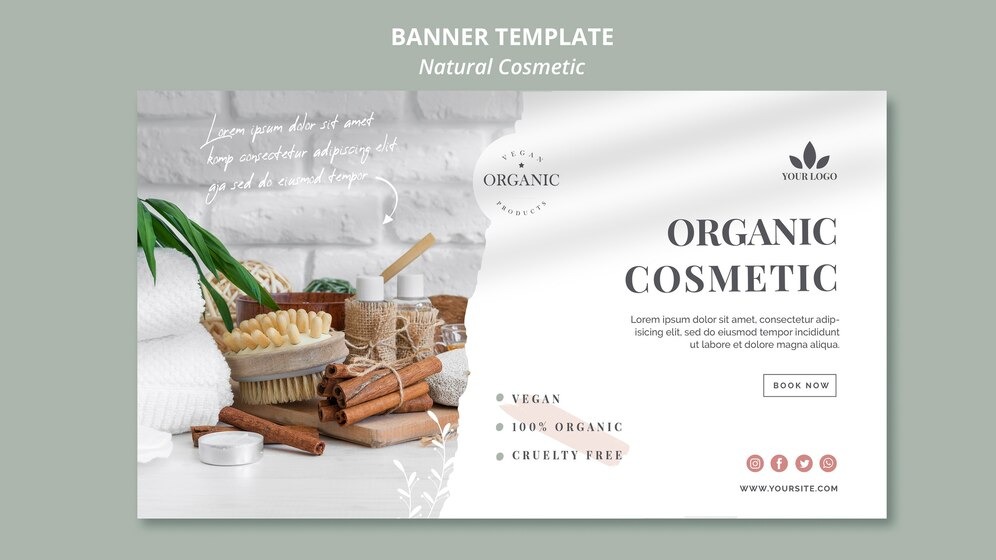 BANNER TEMPLATE
Natural Cosmetic
Lorem ipsum dolor sit amet
komp consectetur adipiscing elit
aja sed do eiusmod tempor
VEGAN
ORGANIC
PRODUCTS
YOUR LOGO
ORGANIC
COSMETIC
Lorem ipsum dolor sit amet, consectetur adip-
isicing elit, sed do eiusmod tempor incididunt
ut labore et dolore magna aliqua.
BOOK NOW
VEGAN
100% ORGANIC
CRUELTY FREE
WWW.YOURSITE.COM